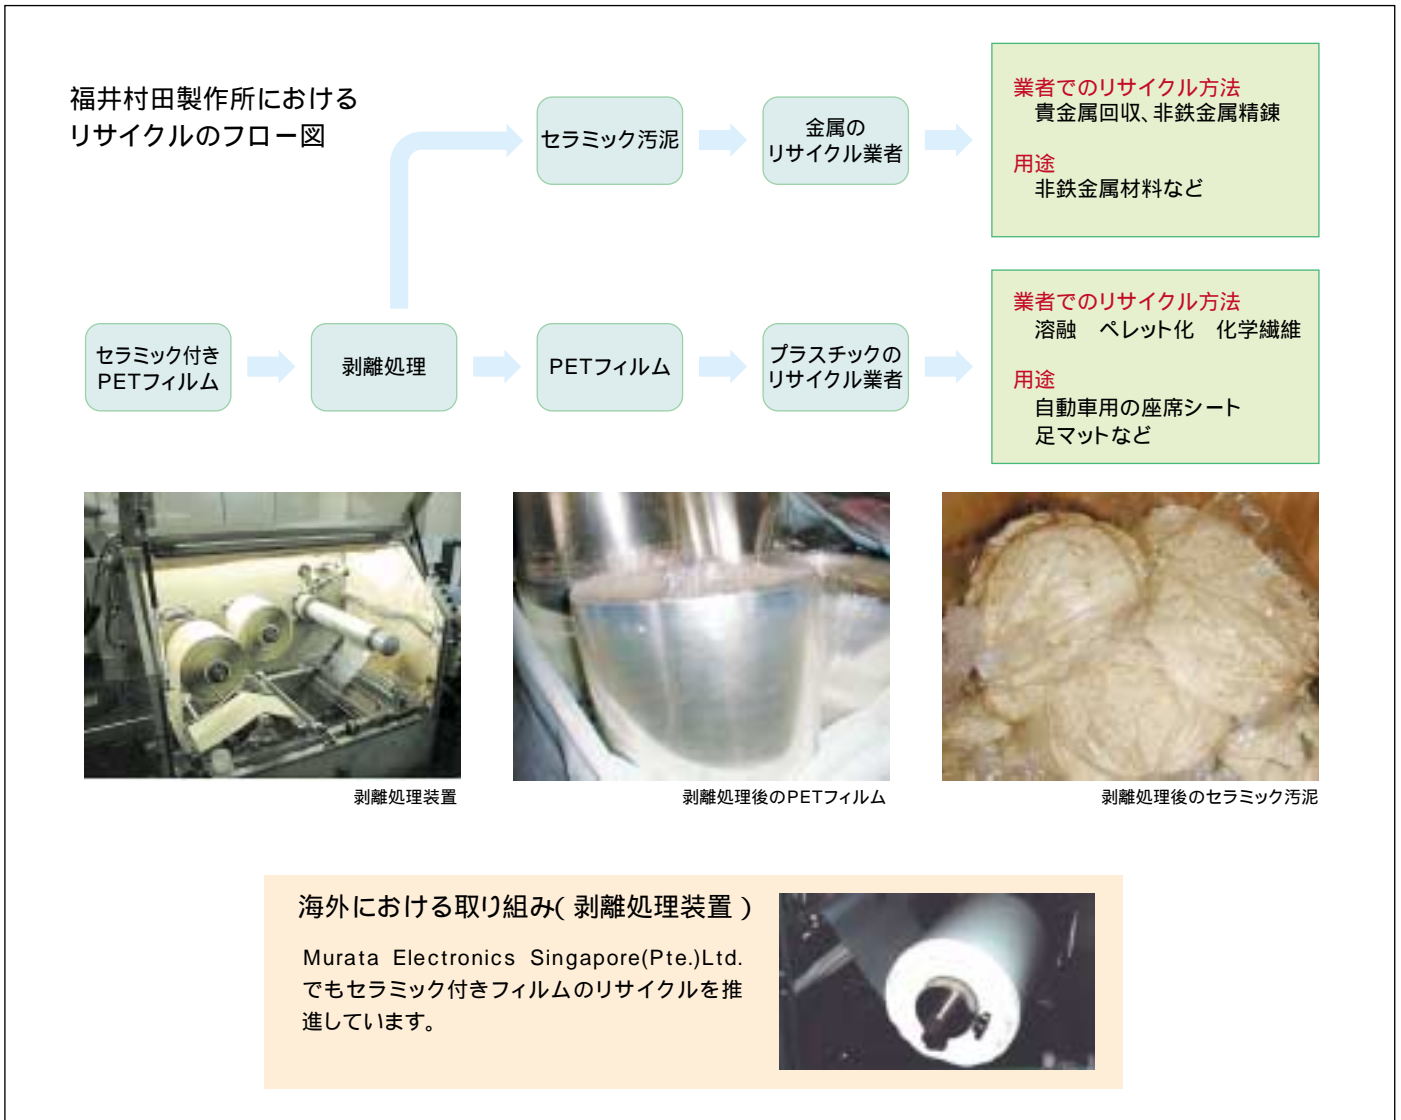 福井村田製作所における
リサイクルのフロー図
セラミック汚泥
金属の
リサイクル業者
業者でのリサイクル方法
貴金属回収、非鉄金属精錬
用途
非鉄金属材料など
セラミック付き
PETフィルム
剥離処理
PETフィルム
プラスチックの
リサイクル業者
業者でのリサイクル方法
溶融　ペレット化　化学繊維
用途
自動車用の座席シート
足マットなど
剥離処理装置
剥離処理後のPETフィルム
剥離処理後のセラミック汚泥
海外における取り組み( 剥離処理装置 )
Murata Electronics Singapore(Pte.)Ltd.
でもセラミック付きフィルムのリサイクルを推
進しています。